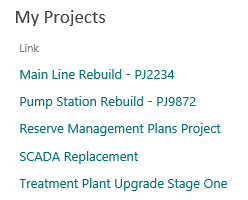 My Projects
Link
Main Line Rebuild - PJ2234
Pump Station Rebuild - PJ9872
Reserve Management Plans Project
SCADA Replacement
Treatment Plant Upgrade Stage One